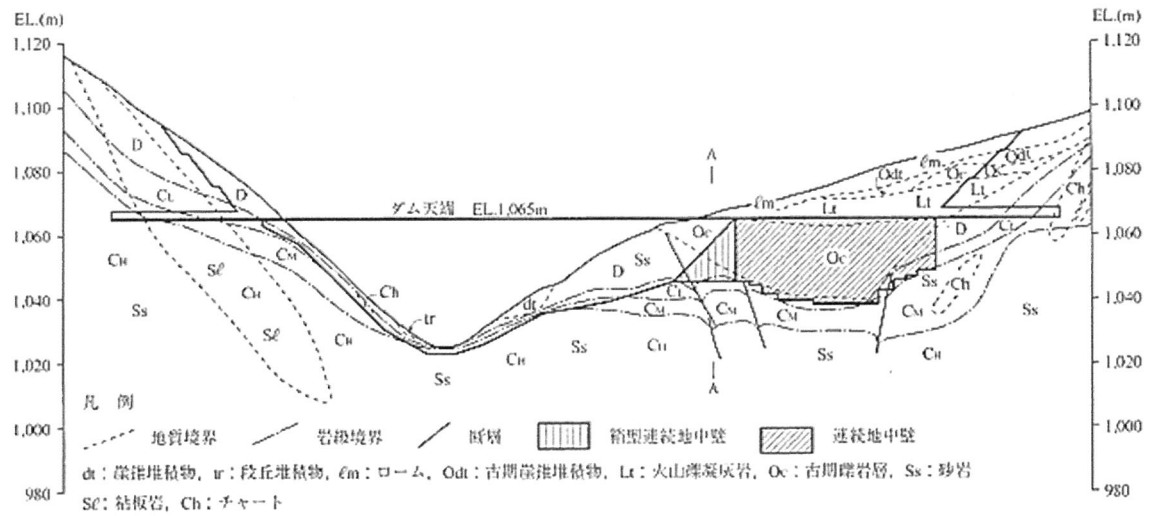 EL.(m)
EL.(m)
1,120
1,120
1,100
1,100
1,080
1,080
1,060
1,060
1,040
1,040
1,020
1,020
1,000
1,000
980
980
D
CL
D
ダム天端 EL.1,065m
CH
Sℓ
CM
CH
Ss
Sℓ
CH
Ch
tr
Ss
dt
D
Ss
Oc
A
ℓm
Odt
ℓm
Oc
Odt
Lt
Lt
Lt
D
CL
Ch
Oc
Ss
Ch
CL
CM
CM
CM
CM
CH
Ss
CH
Ss
CH
Ss
A
凡 例
地質境界
岩級境界
断層
箱型連続地中壁
連続地中壁
dt：崖錐堆積物, tr：段丘堆積物, ℓm：ローム, Odt：古期崖錐堆積物, Lt：火山礫凝灰岩, Oc：古期礫岩層, Ss：砂岩
Sℓ：粘板岩, Ch：チャート